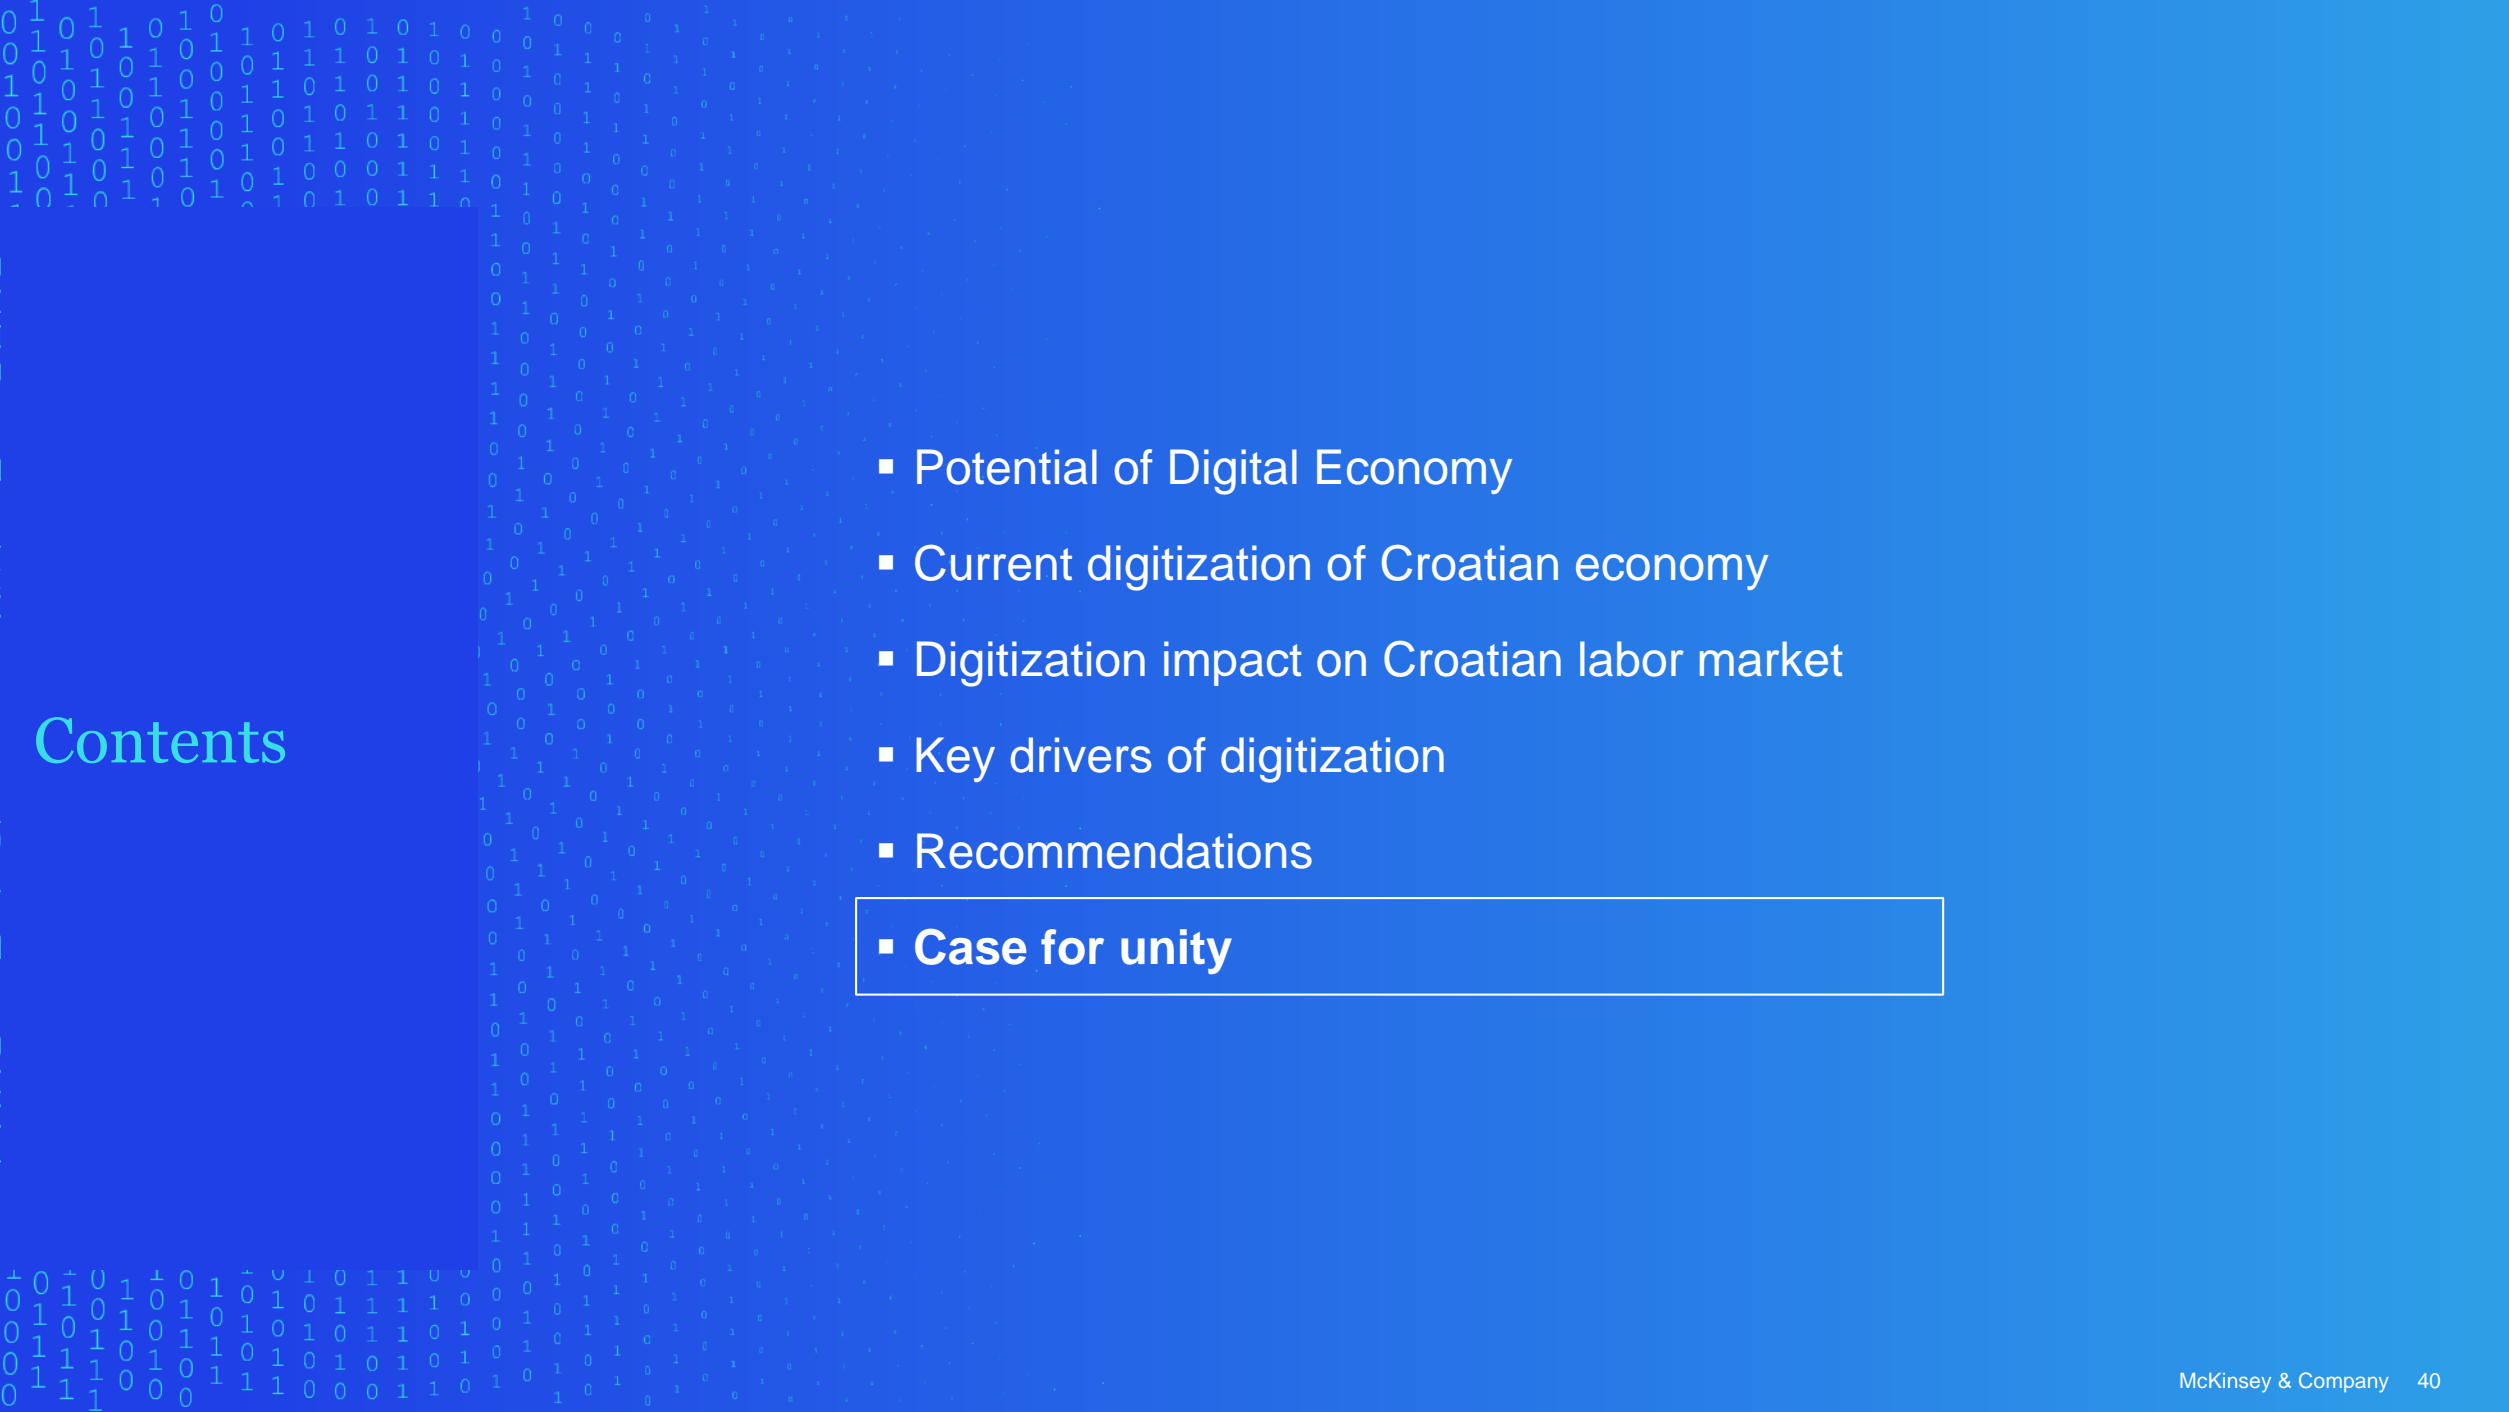 Contents
▪ Potential of Digital Economy
▪ Current digitization of Croatian economy
▪ Digitization impact on Croatian labor market
▪ Key drivers of digitization
▪ Recommendations
▪ Case for unity
McKinsey & Company 40